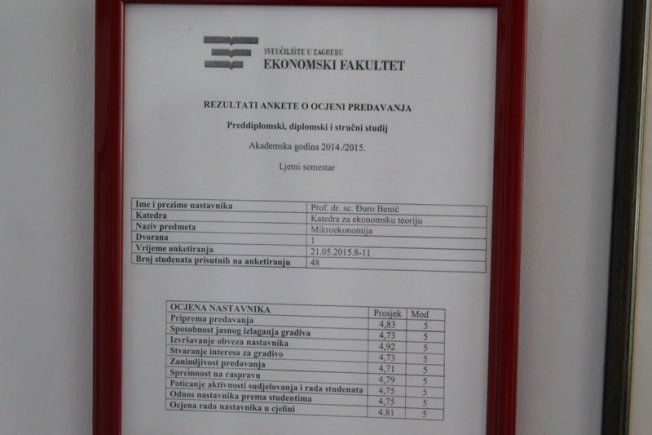 SVEUČILIŠTE U ZAGREBU
EKONOMSKI FAKULTET
REZULTATI ANKETE O OCJENI PREDAVANJA
Preddiplomski, diplomski i stručni studij
Akademska godina 2014./2015.
Ljetni semestar
Ime i prezime nastavnika Prof. dr. sc. Đuro Benić
Katedra Katedra za ekonomsku teoriju
Naziv predmeta Mikroekonomija
Dvorana 1
Vrijeme anketiranja 21.05.2015.8-11
Broj studenata prisutnih na anketiranju 48
OCJENA NASTAVNIKA Prosjek Mod
Priprema predavanja 4,83 5
Sposobnost jasnog izlaganja gradiva 4,73 5
Izvršavanje obveza nastavnika 4,92 5
Stvaranje interesa za gradivo 4,73 5
Zanimljivost predavanja 4,71 5
Spremnost na raspravu 4,79 5
Poticanje aktivnosti sudjelovanja i rada studenata 4,75 5
Odnos nastavnika prema studentima 4,75 5
Ocjena rada nastavnika u cjelini 4,81 5